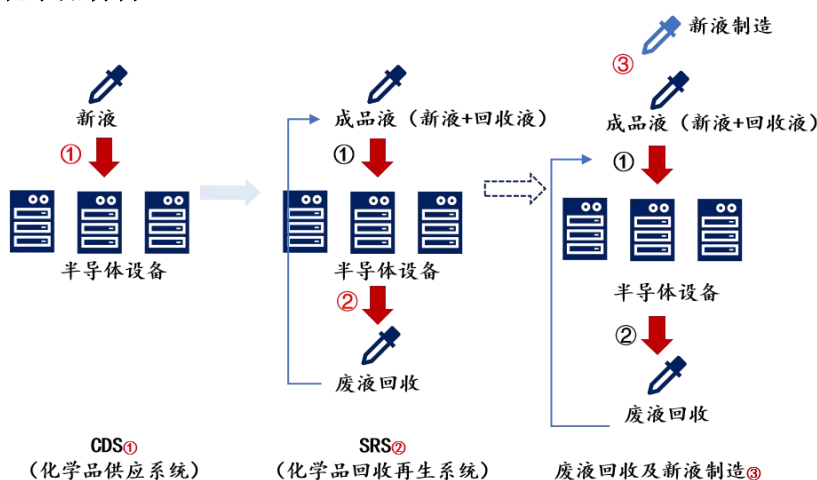 新液
①
半导体设备
CDS①
（化学品供应系统）
成品液（新液+回收液）
①
半导体设备
②
废液回收
SRS②
（化学品回收再生系统）
新液制造
③
成品液（新液+回收液）
①
半导体设备
②
废液回收
废液回收及新液制造③